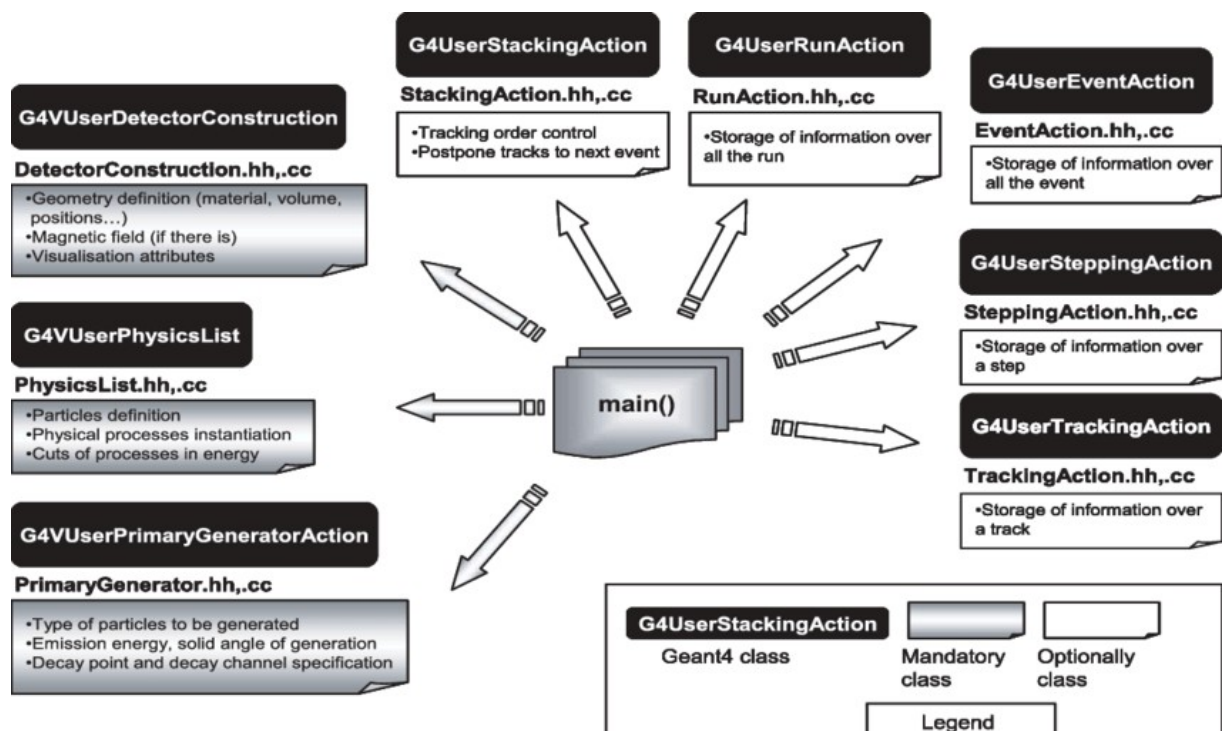 G4UserStackingAction
StackingAction.hh,.cc
•Tracking order control
•Postpone tracks to next event
G4UserRunAction
RunAction.hh,.cc
•Storage of information over
all the run
G4UserEventAction
EventAction.hh,.cc
•Storage of information over
all the event
G4VUserDetectorConstruction
DetectorConstruction.hh,.cc
•Geometry definition (material, volume,
positions...)
•Magnetic field (if there is)
•Visualisation attributes
G4UserSteppingAction
SteppingAction.hh,.cc
•Storage of information over
a step
G4VUserPhysicsList
PhysicsList.hh,.cc
•Particles definition
•Physical processes instantiation
•Cuts of processes in energy
main()
G4UserTrackingAction
TrackingAction.hh,.cc
•Storage of information over
a track
G4VUserPrimaryGeneratorAction
PrimaryGenerator.hh,.cc
•Type of particles to be generated
•Emission energy, solid angle of generation
•Decay point and decay channel specification
G4UserStackingAction
Geant4 class
Mandatory
class
Optionally
class
Legend